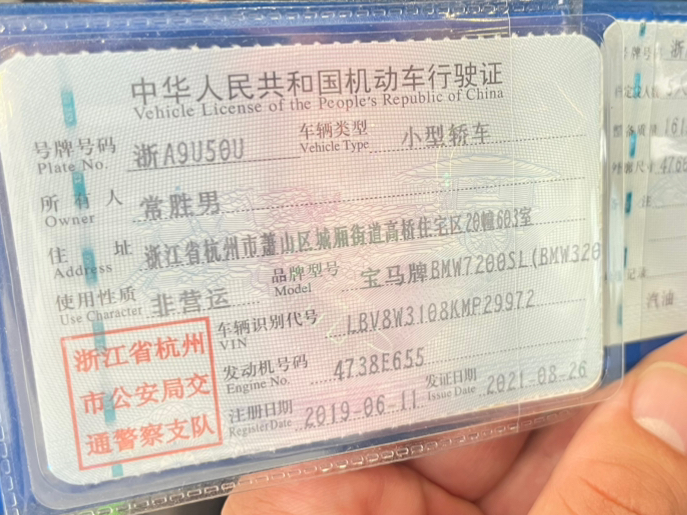 中华人民共和国机动车行驶证
Vehicle License of the People's Republic of China
号牌号码 浙A9U50U 车辆类型 小型轿车
Plate No. Vehicle Type
所有人 常胜男
Owner
住址 浙江省杭州市萧山区城厢街道高桥住宅区20幢603室
Address
使用性质 非营运 品牌型号 宝马牌BMW7200SL(BMW320
Use Character Model
车辆识别代号 LBV8W3108KMP29972
VIN
发动机号码 4738E655
Engine No.
注册日期 2019-06-11 发证日期 2021-08-26
Register Date Issue Date
浙江省杭州
市公安局交
通警察支队
汽油